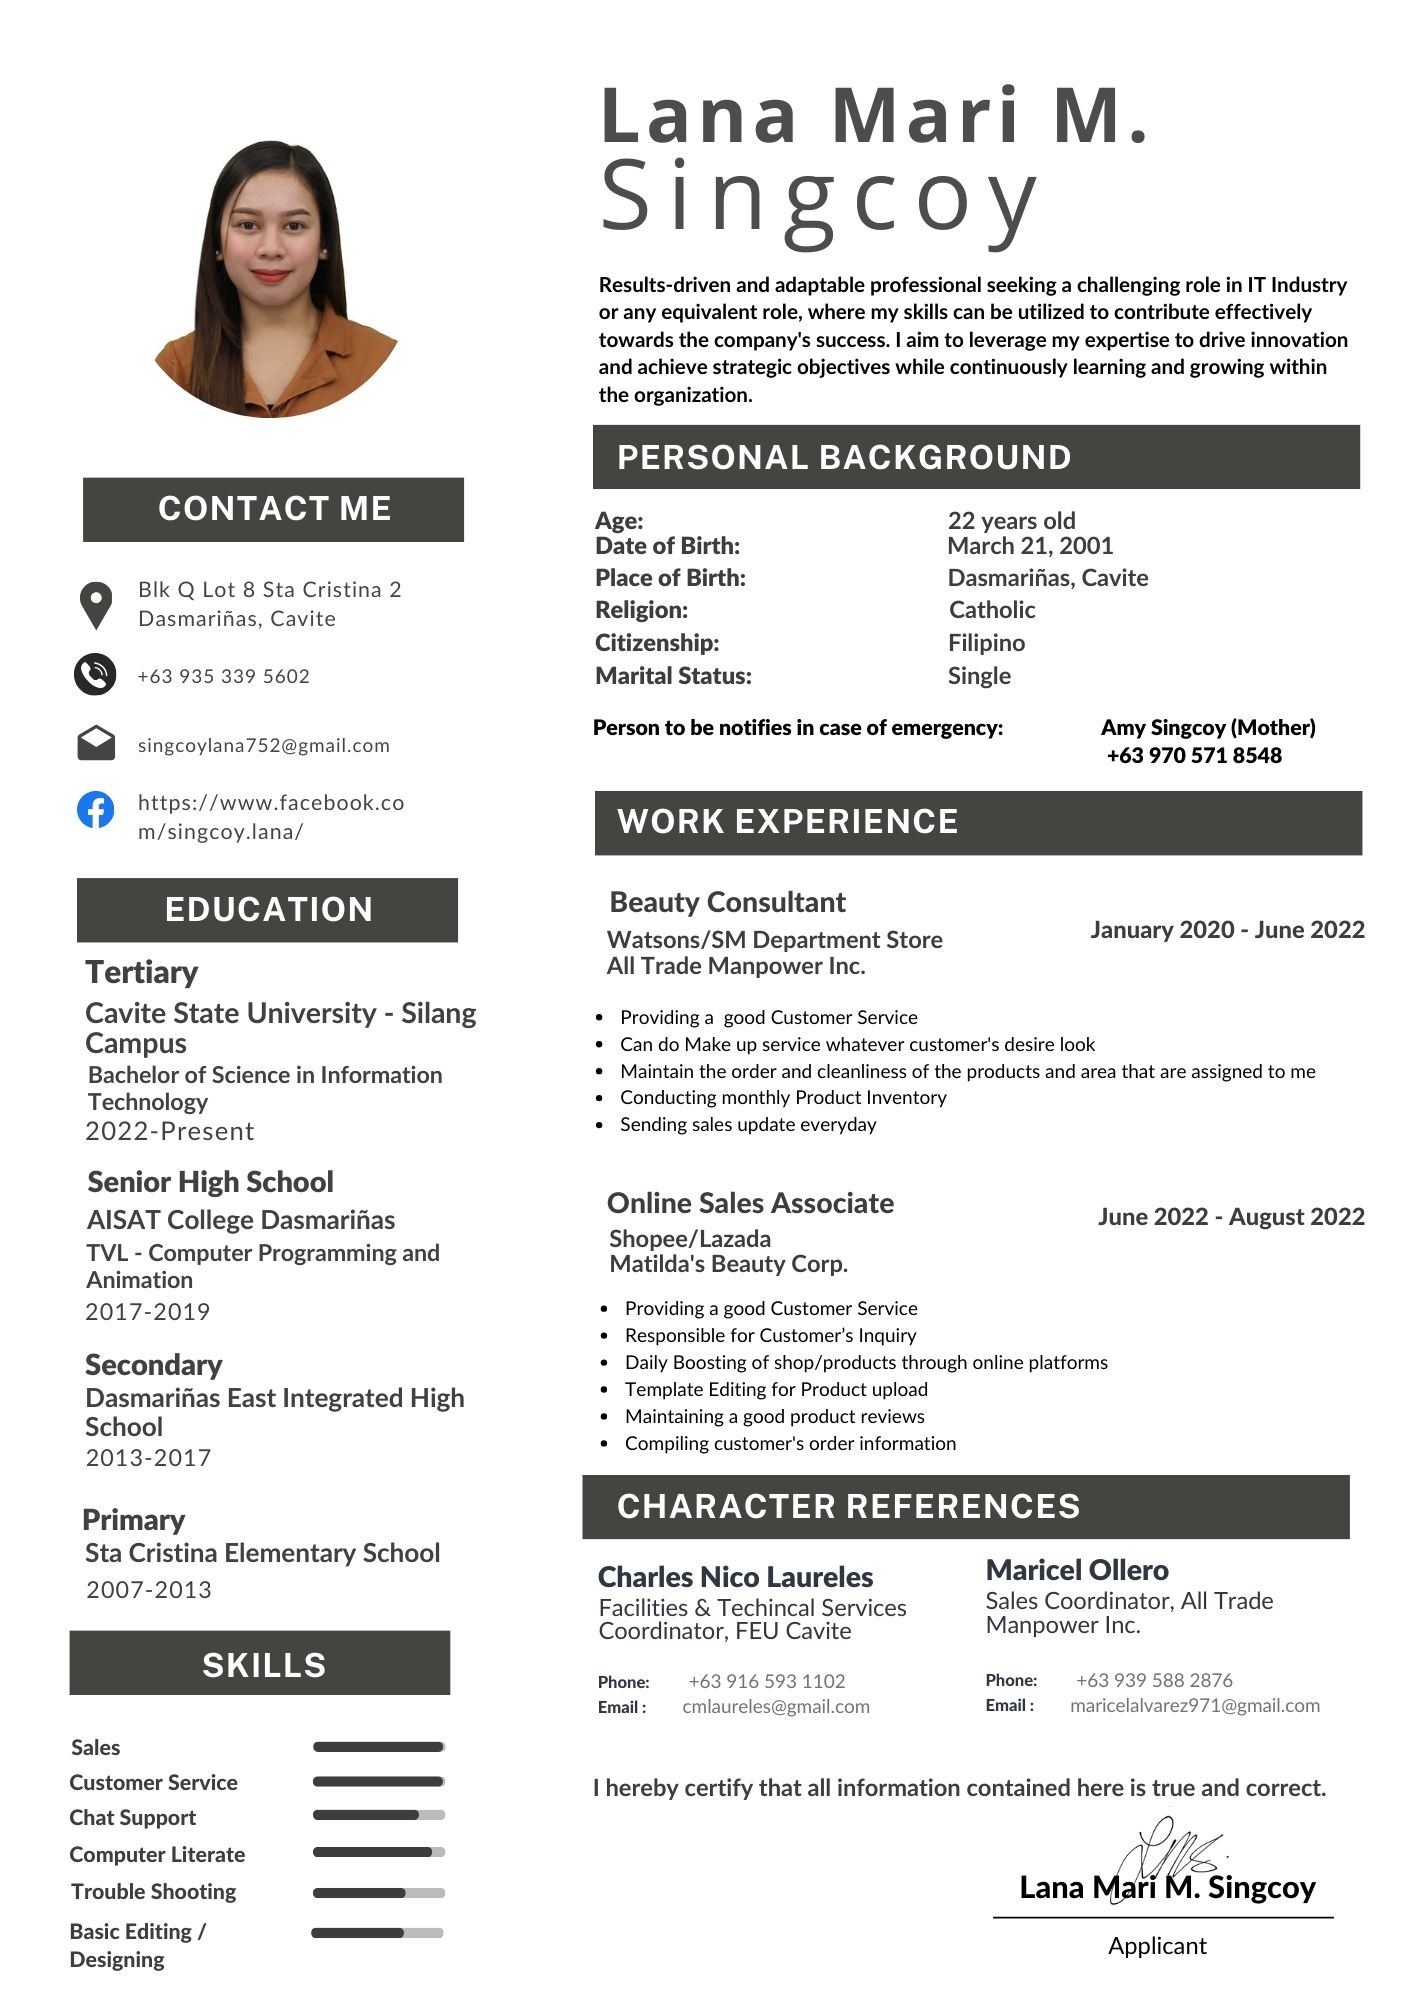 Lana Mari M.
Singcoy
Results-driven and adaptable professional seeking a challenging role in IT Industry
or any equivalent role, where my skills can be utilized to contribute effectively
towards the company's success. I aim to leverage my expertise to drive innovation
and achieve strategic objectives while continuously learning and growing within
the organization.
CONTACT ME
Blk Q Lot 8 Sta Cristina 2
Dasmariñas, Cavite
+63 935 339 5602
singcoylana752@gmail.com
https://www.facebook.co
m/singcoy.lana/
EDUCATION
Tertiary
Cavite State University - Silang
Campus
Bachelor of Science in Information
Technology
2022-Present
Senior High School
AISAT College Dasmariñas
TVL - Computer Programming and
Animation
2017-2019
Secondary
Dasmariñas East Integrated High
School
2013-2017
Primary
Sta Cristina Elementary School
2007-2013
SKILLS
Sales
Customer Service
Chat Support
Computer Literate
Trouble Shooting
Basic Editing /
Designing
PERSONAL BACKGROUND
Age: 22 years old
Date of Birth: March 21, 2001
Place of Birth: Dasmariñas, Cavite
Religion: Catholic
Citizenship: Filipino
Marital Status: Single
Person to be notifies in case of emergency: Amy Singcoy (Mother)
+63 970 571 8548
WORK EXPERIENCE
Beauty Consultant
January 2020 - June 2022
Watsons/SM Department Store
All Trade Manpower Inc.
• Providing a good Customer Service
• Can do Make up service whatever customer's desire look
• Maintain the order and cleanliness of the products and area that are assigned to me
• Conducting monthly Product Inventory
• Sending sales update everyday
Online Sales Associate
June 2022 - August 2022
Shopee/Lazada
Matilda's Beauty Corp.
• Providing a good Customer Service
• Responsible for Customer’s Inquiry
• Daily Boosting of shop/products through online platforms
• Template Editing for Product upload
• Maintaining a good product reviews
• Compiling customer's order information
CHARACTER REFERENCES
Charles Nico Laureles
Facilities & Techincal Services
Coordinator, FEU Cavite
Phone: +63 916 593 1102
Email : cmlaureles@gmail.com
Maricel Ollero
Sales Coordinator, All Trade
Manpower Inc.
Phone: +63 939 588 2876
Email : maricelalvarez971@gmail.com
I hereby certify that all information contained here is true and correct.
Lana Mari M. Singcoy
Applicant